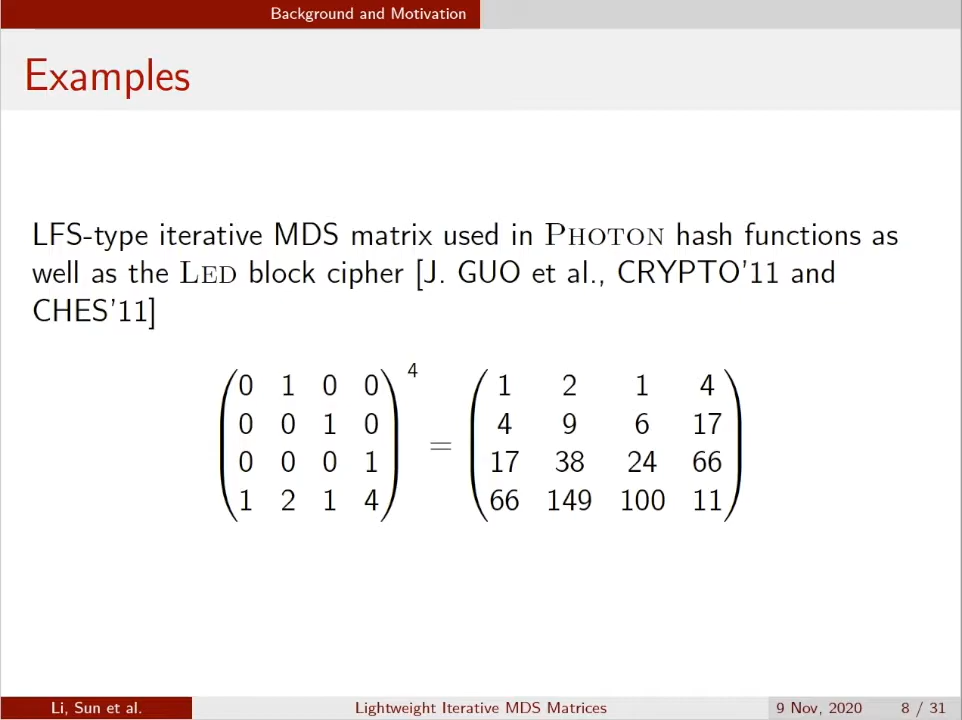 Background and Motivation
Examples
LFS-type iterative MDS matrix used in PHOTON hash functions as
well as the LED block cipher [J. GUO et al., CRYPTO'11 and
CHES'11]
4
0 1 0 0 1 2 1 4
0 0 1 0 4 9 6 17
=
0 0 0 1 17 38 24 66
1 2 1 4 66 149 100 11
Li, Sun et al. Lightweight Iterative MDS Matrices 9 Nov, 2020 8 / 31